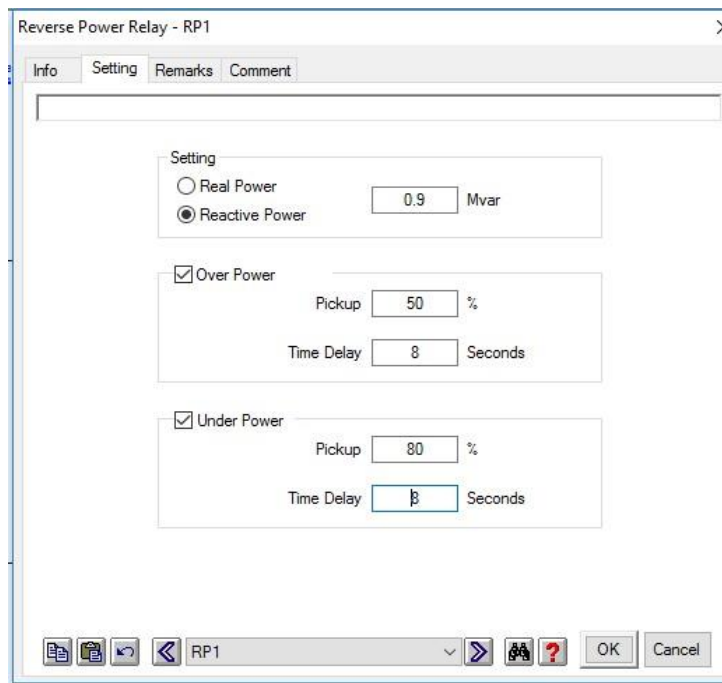 Reverse Power Relay - RP1
Info Setting Remarks Comment
Setting
Real Power
Reactive Power 0.9 Mvar
Over Power
Pickup 50 %
Time Delay 8 Seconds
Under Power
Pickup 80 %
Time Delay 8 Seconds
RP1 ? OK Cancel